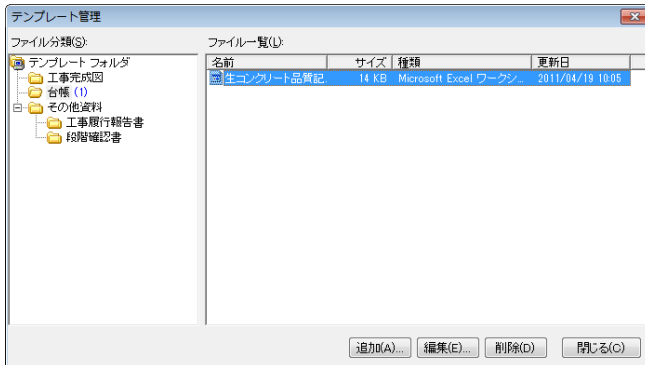 テンプレート管理
ファイル分類(S):
テンプレート フォルダ
工事完成図
台帳 (1)
その他資料
工事履行報告書
段階確認書
ファイル一覧(L):
名前 サイズ 種類 更新日
生コンクリート品質記... 14 KB Microsoft Excel ワークシ... 2011/04/19 10:05
追加(A)... 編集(E)... 削除(D) 閉じる(C)